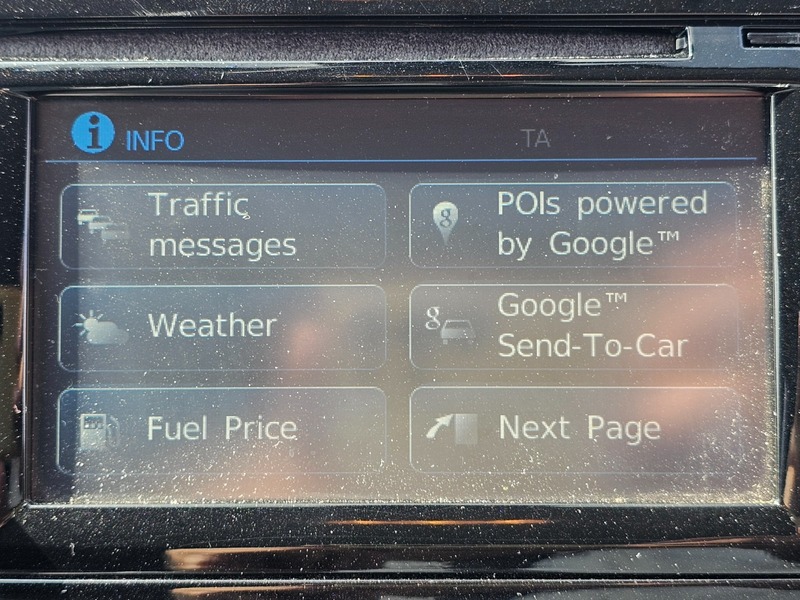 i INFO
TA
Traffic
messages
POIs powered
by Google™
Weather
g
Google™
Send-To-Car
Fuel Price
Next Page